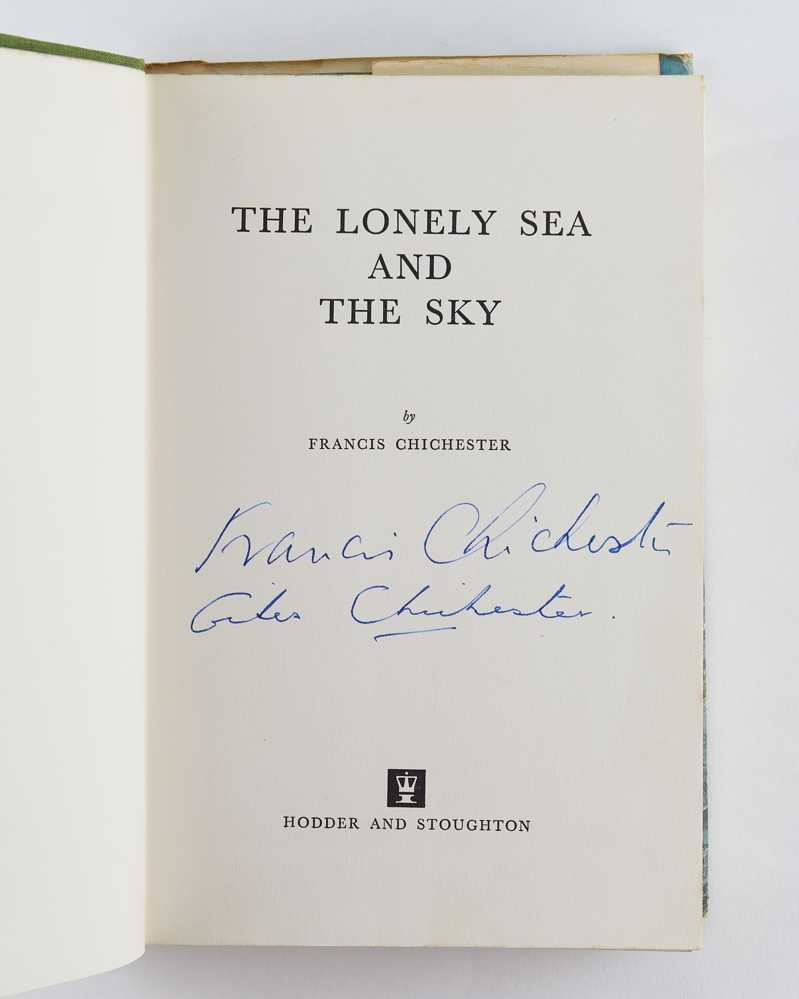 THE LONELY SEA
AND
THE SKY
by
FRANCIS CHICHESTER
Francis Chichester
Giles Chichester.
HODDER AND STOUGHTON